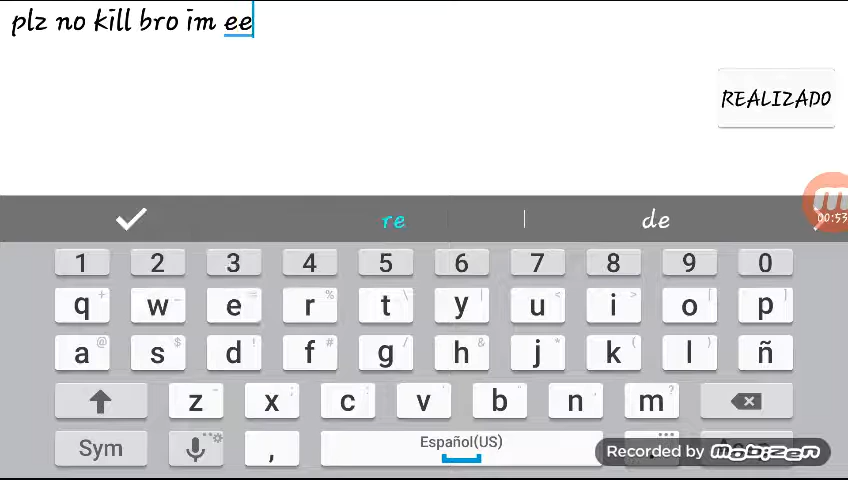 plz no kill bro im ee
REALIZADO
re de
00:53
1 2 3 4 5 6 7 8 9 0
q + w - e = r % t \ y | u < i > o [ p ]
a @ s $ d ! f # g / h & j * k ( l ) ñ
z - x : c ; v ' b " n , m ?
Sym , Español(US) .
Recorded by mobizen